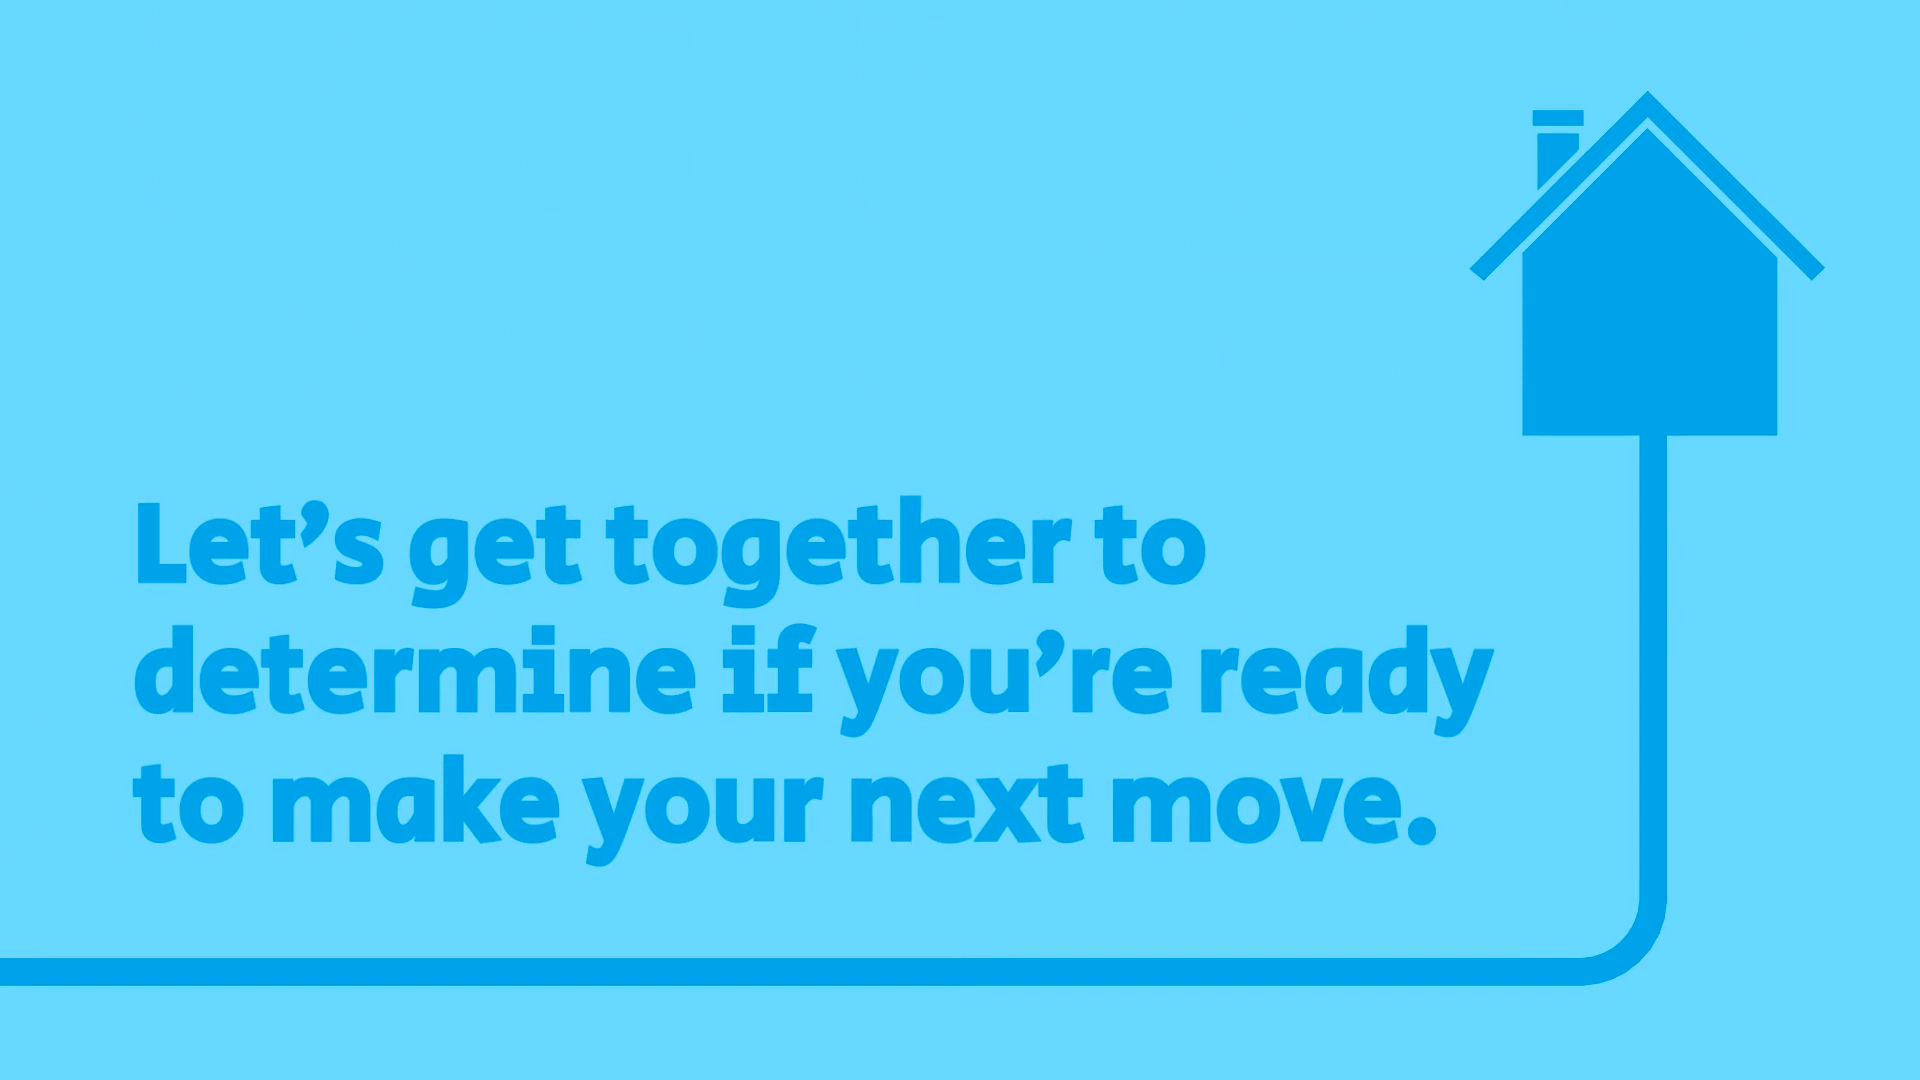 Let’s get together to
determine if you’re ready
to make your next move.